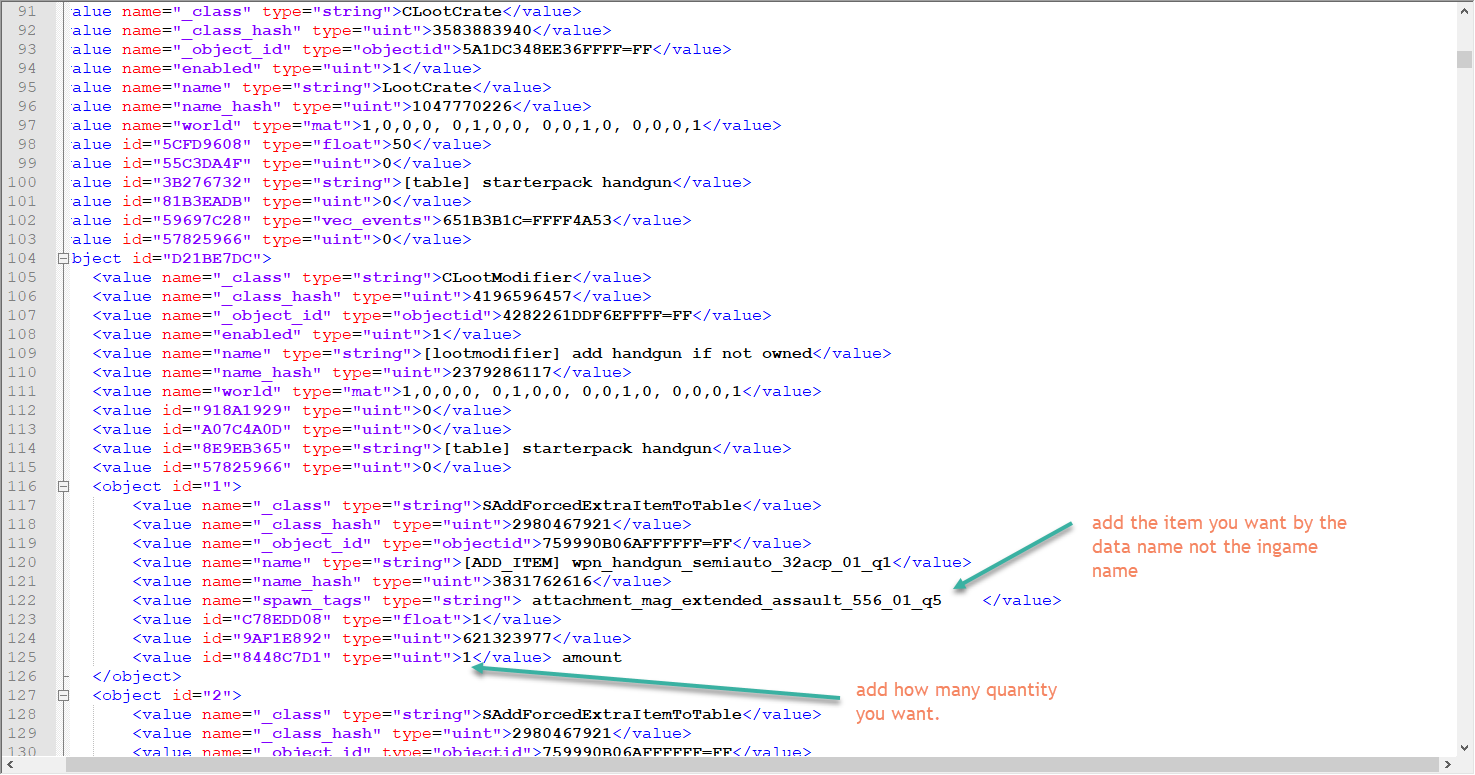 91 alue name="_class" type="string">CLootCrate</value>
92 alue name="_class_hash" type="uint">3583883940</value>
93 alue name="_object_id" type="objectid">5A1DC348EE36FFFF=FF</value>
94 alue name="enabled" type="uint">1</value>
95 alue name="name" type="string">LootCrate</value>
96 alue name="name_hash" type="uint">1047770226</value>
97 alue name="world" type="mat">1,0,0,0, 0,1,0,0, 0,0,1,0, 0,0,0,1</value>
98 alue id="5CFD9608" type="float">50</value>
99 alue id="55C3DA4F" type="uint">0</value>
100 alue id="3B276732" type="string">[table] starterpack handgun</value>
101 alue id="81B3EADB" type="uint">0</value>
102 alue id="59697C28" type="vec_events">651B3B1C=FFFF4A53</value>
103 alue id="57825966" type="uint">0</value>
104 bject id="D21BE7DC">
105 <value name="_class" type="string">CLootModifier</value>
106 <value name="_class_hash" type="uint">4196596457</value>
107 <value name="_object_id" type="objectid">4282261DDF6EFFFF=FF</value>
108 <value name="enabled" type="uint">1</value>
109 <value name="name" type="string">[lootmodifier] add handgun if not owned</value>
110 <value name="name_hash" type="uint">2379286117</value>
111 <value name="world" type="mat">1,0,0,0, 0,1,0,0, 0,0,1,0, 0,0,0,1</value>
112 <value id="918A1929" type="uint">0</value>
113 <value id="A07C4A0D" type="uint">0</value>
114 <value id="8E9EB365" type="string">[table] starterpack handgun</value>
115 <value id="57825966" type="uint">0</value>
116 <object id="1">
117 <value name="_class" type="string">SAddForcedExtraItemToTable</value>
118 <value name="_class_hash" type="uint">2980467921</value>
119 <value name="_object_id" type="objectid">759990B06AFFFFFF=FF</value>
120 <value name="name" type="string">[ADD_ITEM] wpn_handgun_semiauto_32acp_01_q1</value>
121 <value name="name_hash" type="uint">3831762616</value>
122 <value name="spawn_tags" type="string"> attachment_mag_extended_assault_556_01_q5 </value>
123 <value id="C78EDD08" type="float">1</value>
124 <value id="9AF1E892" type="uint">621323977</value>
125 <value id="8448C7D1" type="uint">1</value> amount
126 </object>
127 <object id="2">
128 <value name="_class" type="string">SAddForcedExtraItemToTable</value>
129 <value name="_class_hash" type="uint">2980467921</value>
130 <value name="_object_id" type="objectid">759990B06AFFFFFF=FF</value>
add the item you want by the
data name not the ingame
name
add how many quantity
you want.